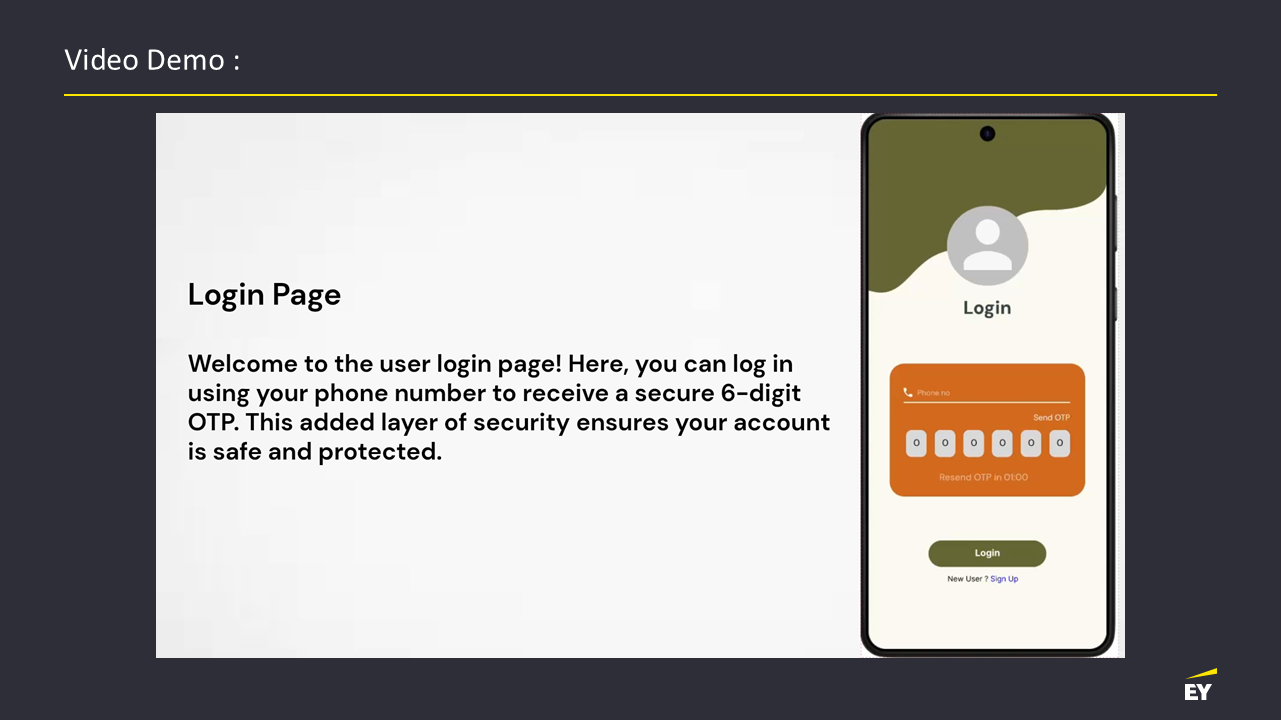 Video Demo :
Login Page
Welcome to the user login page! Here, you can log in
using your phone number to receive a secure 6-digit
OTP. This added layer of security ensures your account
is safe and protected.
Login
Phone no
Send OTP
0 0 0 0 0 0
Resend OTP in 01:00
Login
New User ? Sign Up
EY